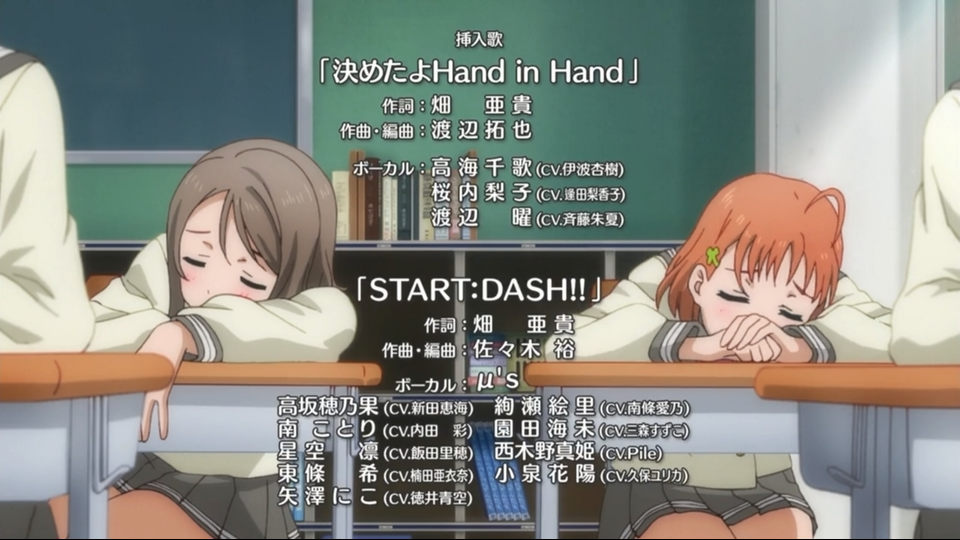 挿入歌
「決めたよHand in Hand」
作詞：畑 亜貴
作曲・編曲：渡辺拓也
ボーカル：高海千歌(CV.伊波杏樹)
桜内梨子(CV.逢田梨香子)
渡辺 曜(CV.斉藤朱夏)
「START:DASH!!」
作詞：畑 亜貴
作曲・編曲：佐々木 裕
ボーカル：μ's
高坂穂乃果(CV.新田恵海) 絢瀬絵里(CV.南條愛乃)
南 ことり(CV.内田 彩) 園田海未(CV.三森すずこ)
星空 凛(CV.飯田里穂) 西木野真姫(CV.Pile)
東條 希(CV.楠田亜衣奈) 小泉花陽(CV.久保ユリカ)
矢澤にこ(CV.徳井青空)